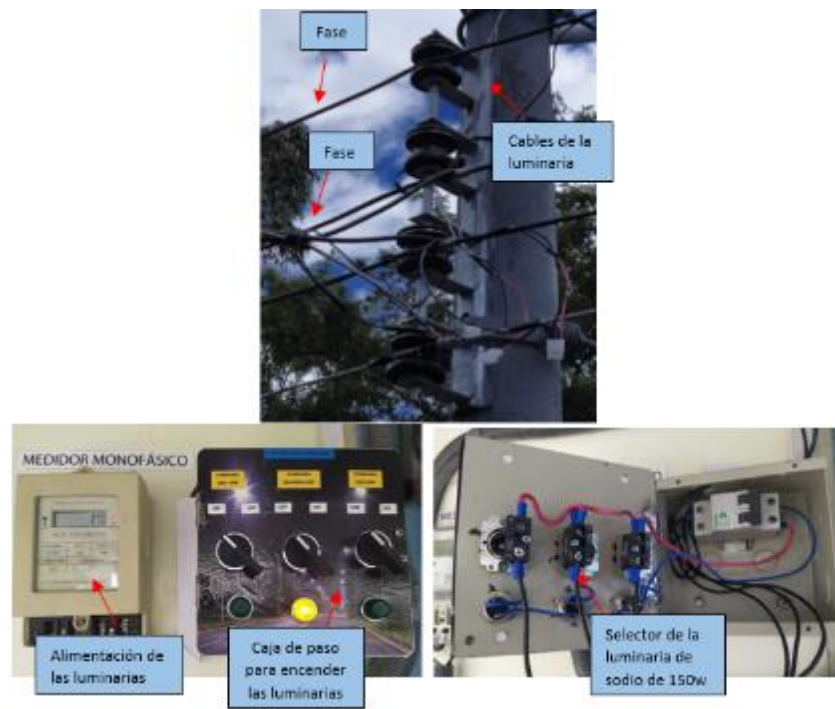 Fase
Cables de la
luminaria
Fase
MEDIDOR MONOFÁSICO
Alimentación de
las luminarias
Caja de paso
para encender
las luminarias
Selector de la
luminaria de
sodio de 150w